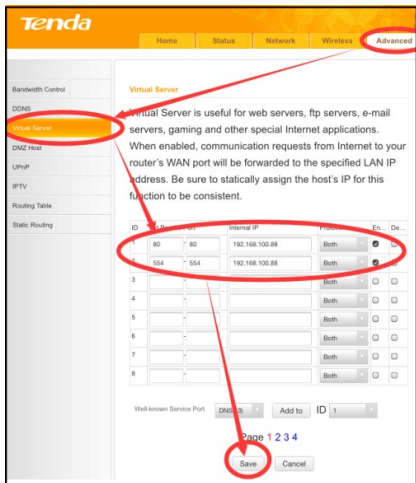 Tenda
Home Status Network Wireless Advanced
Bandwidth Control
DDNS
Virtual Server
DMZ Host
UPnP
IPTV
Routing Table
Static Routing
Virtual Server
Virtual Server is useful for web servers, ftp servers, e-mail
servers, gaming and other special Internet applications.
When enabled, communication requests from Internet to your
router's WAN port will be forwarded to the specified LAN IP
address. Be sure to statically assign the host's IP for this
function to be consistent.
ID Internal IP En... De...
1 80 - 80 192.168.100.88 Both
2 554 - 554 192.168.100.88 Both
3 - Both
4 - Both
5 - Both
6 - Both
7 - Both
8 - Both
Well-known Service Port Add to ID 1
Page 1 2 3 4
Save Cancel